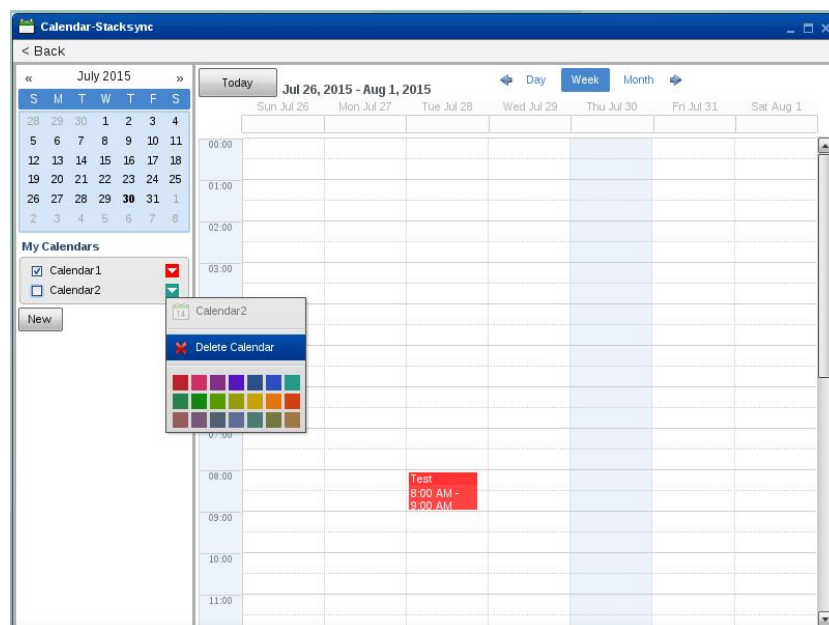 Calendar-Stacksync
< Back
« July 2015 »
S M T W T F S
28 29 30 1 2 3 4
5 6 7 8 9 10 11
12 13 14 15 16 17 18
19 20 21 22 23 24 25
26 27 28 29 30 31 1
2 3 4 5 6 7 8
My Calendars
Calendar1
Calendar2
New
14 Calendar2
Delete Calendar
Today
Jul 26, 2015 - Aug 1, 2015
Day Week Month
Sun Jul 26 Mon Jul 27 Tue Jul 28 Wed Jul 29 Thu Jul 30 Fri Jul 31 Sat Aug 1
00:00
01:00
02:00
03:00
07:00
08:00
Test
8:00 AM -
9:00 AM
09:00
10:00
11:00